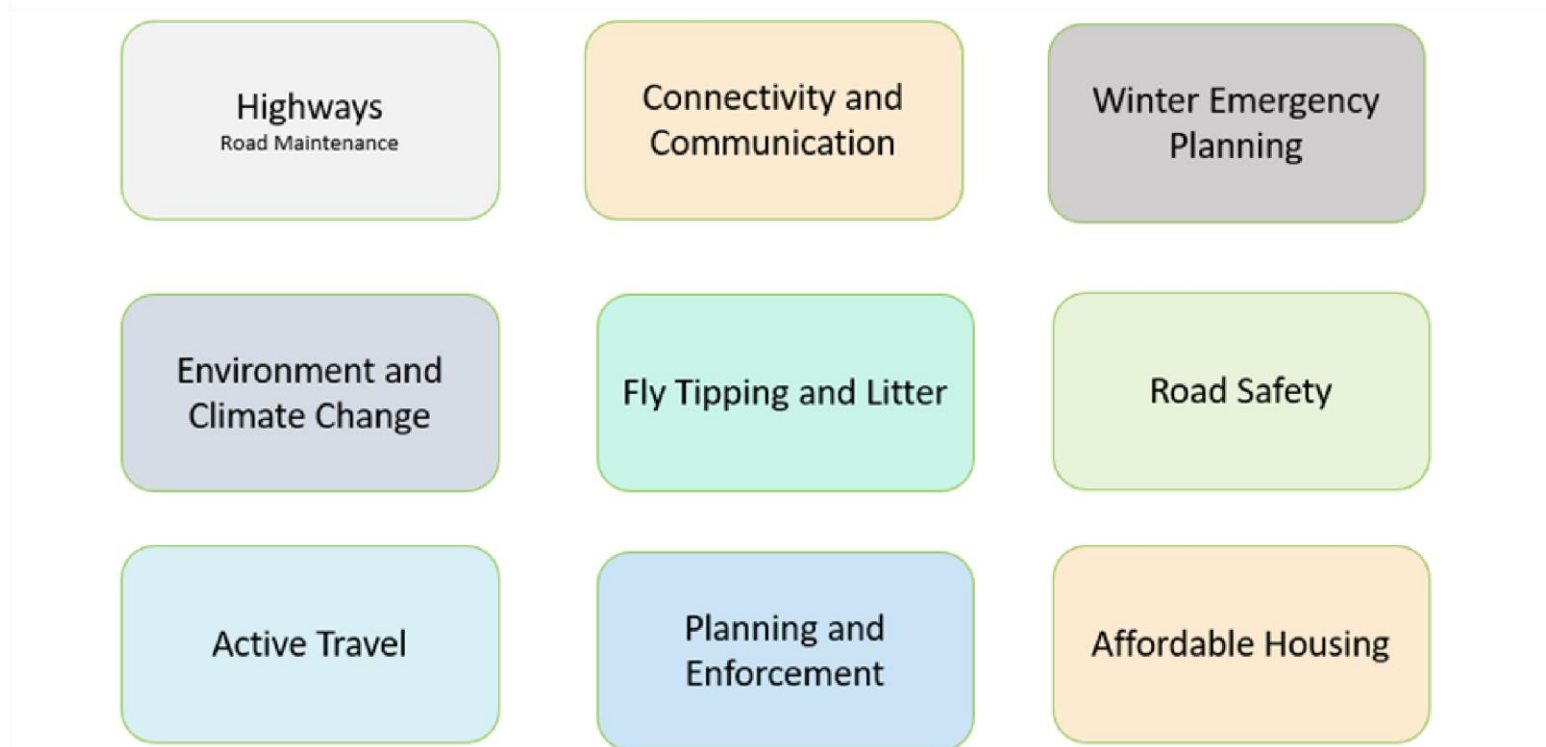 Highways
Road Maintenance
Connectivity and
Communication
Winter Emergency
Planning
Environment and
Climate Change
Fly Tipping and Litter
Road Safety
Active Travel
Planning and
Enforcement
Affordable Housing